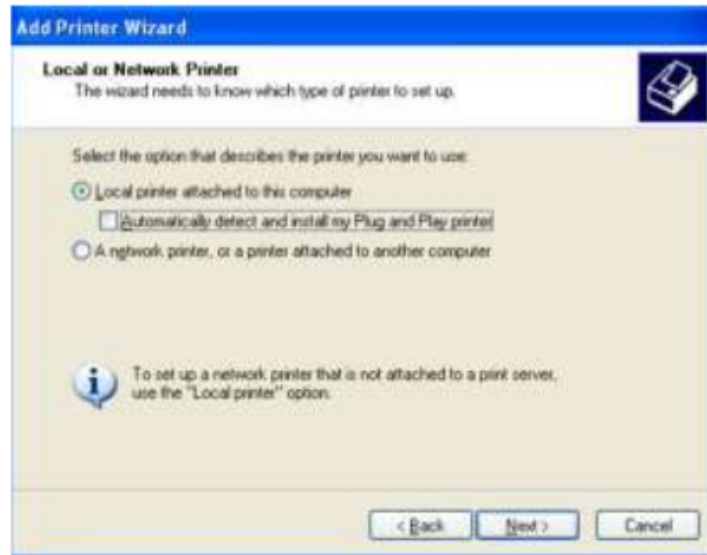 Add Printer Wizard
Local or Network Printer
The wizard needs to know which type of printer to set up.
Select the option that describes the printer you want to use:
Local printer attached to this computer
Automatically detect and install my Plug and Play printer
A network printer, or a printer attached to another computer
To set up a network printer that is not attached to a print server,
use the "Local printer" option.
< Back
Next >
Cancel